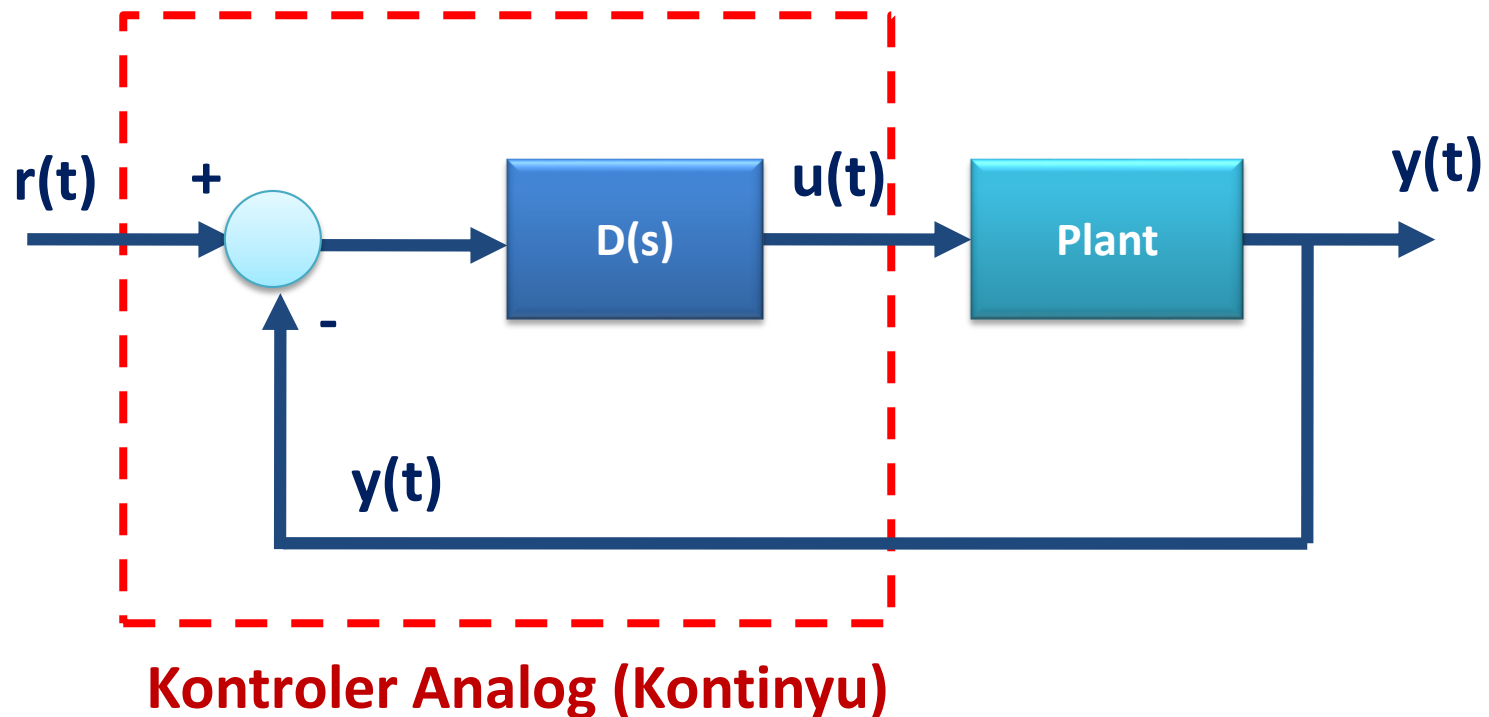 r(t)
+
D(s)
u(t)
Plant
y(t)
-
y(t)
Kontroler Analog (Kontinyu)